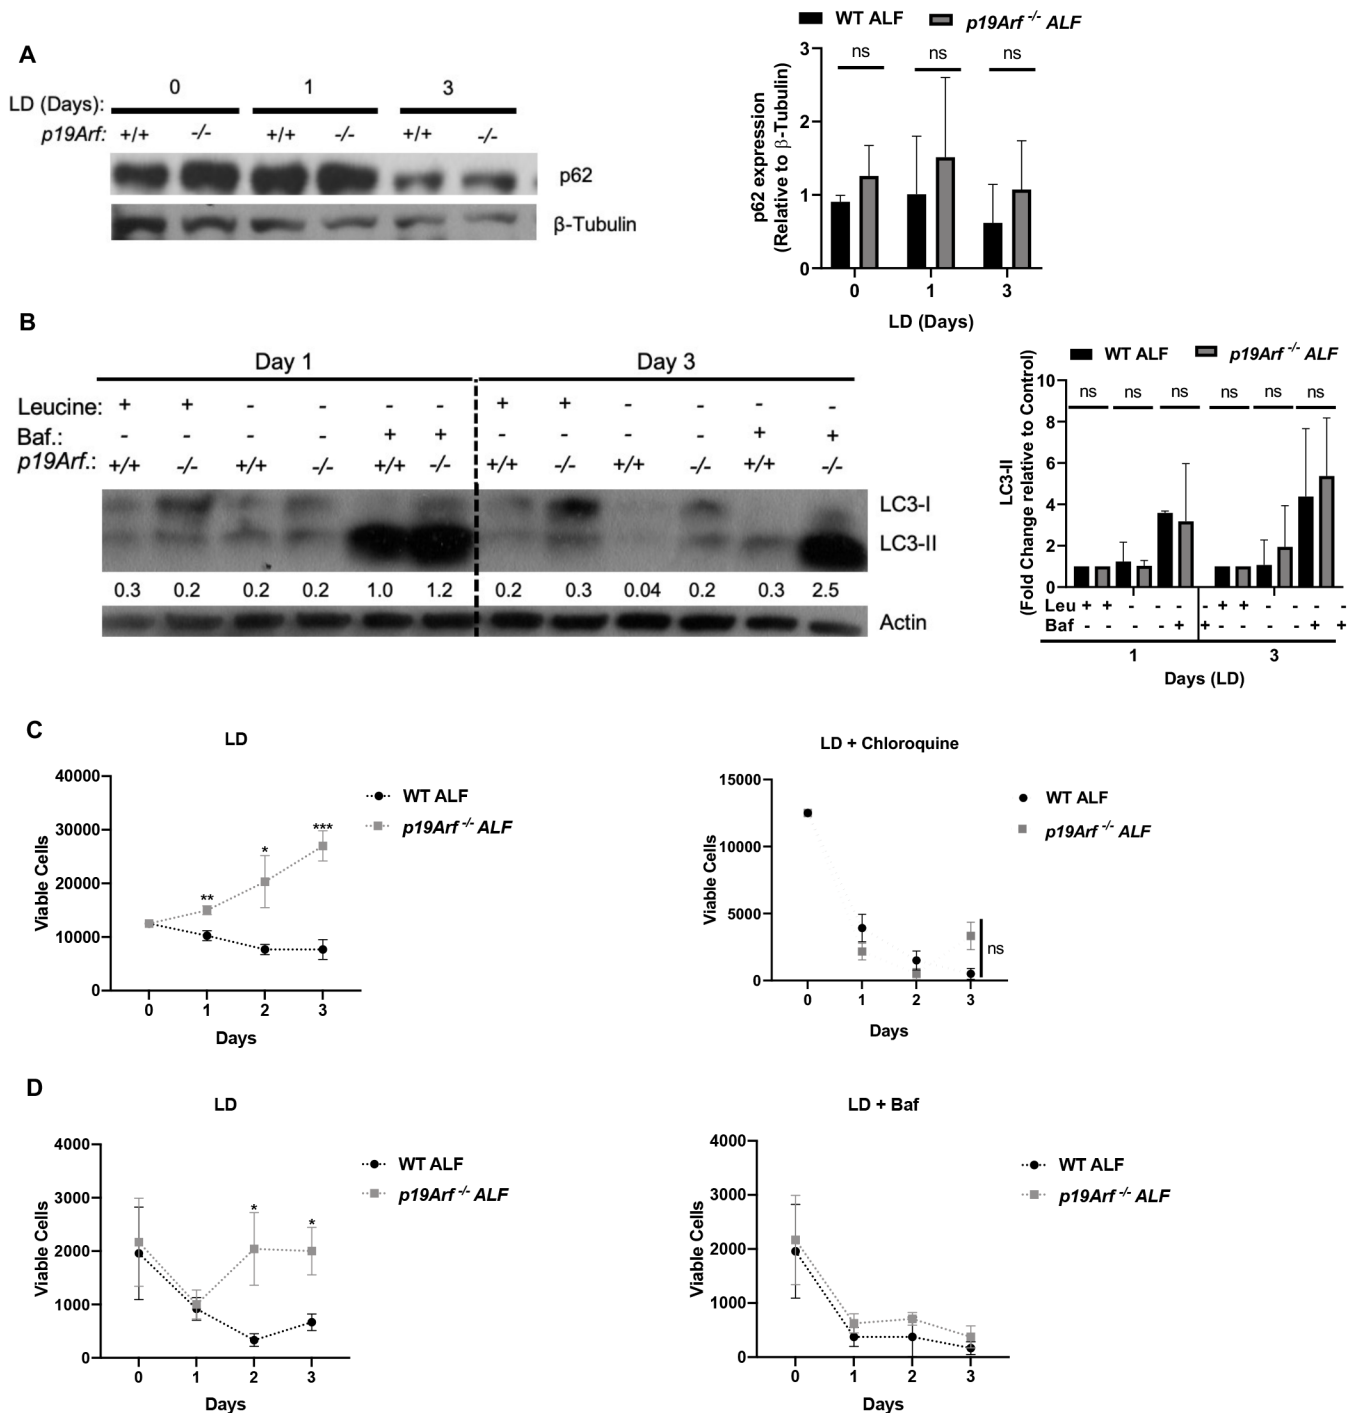 A
LD (Days):
0
1
3
p19Arf:
+/+
-/-
+/+
-/-
+/+
-/-
p62
β-Tubulin
WT ALF
p19Arf -/- ALF
p62 expression
(Relative to β-Tubulin)
3
2
1
0
ns
ns
ns
0
1
3
LD (Days)
B
Day 1
Day 3
Leucine:
+
+
-
-
-
-
+
+
-
-
-
-
Baf.:
-
-
-
-
+
+
-
-
-
-
+
+
p19Arf.:
+/+
-/-
+/+
-/-
+/+
-/-
+/+
-/-
+/+
-/-
+/+
-/-
LC3-I
LC3-II
0.3
0.2
0.2
0.2
1.0
1.2
0.2
0.3
0.04
0.2
0.3
2.5
Actin
WT ALF
p19Arf -/- ALF
LC3-II
(Fold Change relative to Control)
10
8
6
4
2
0
ns
ns
ns
ns
ns
ns
Leu
+ + - - - - + + - - - -
Baf
- - - - + + - - - - + +
1
3
Days (LD)
C
LD
Viable Cells
40000
30000
20000
10000
0
**
*
***
0
1
2
3
Days
WT ALF
p19Arf -/- ALF
LD + Chloroquine
Viable Cells
15000
10000
5000
0
ns
0
1
2
3
Days
WT ALF
p19Arf -/- ALF
D
LD
Viable Cells
4000
3000
2000
1000
0
*
*
0
1
2
3
Days
WT ALF
p19Arf -/- ALF
LD + Baf
Viable Cells
4000
3000
2000
1000
0
0
1
2
3
Days
WT ALF
p19Arf -/- ALF